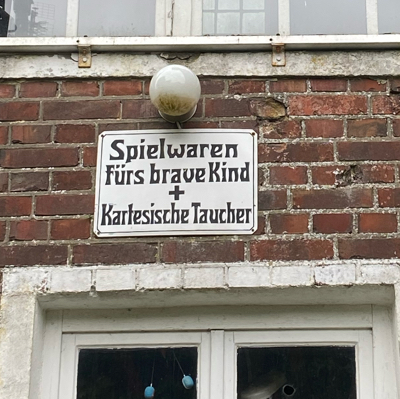 Spielwaren
fürs brave Kind
+
Kartesische Taucher